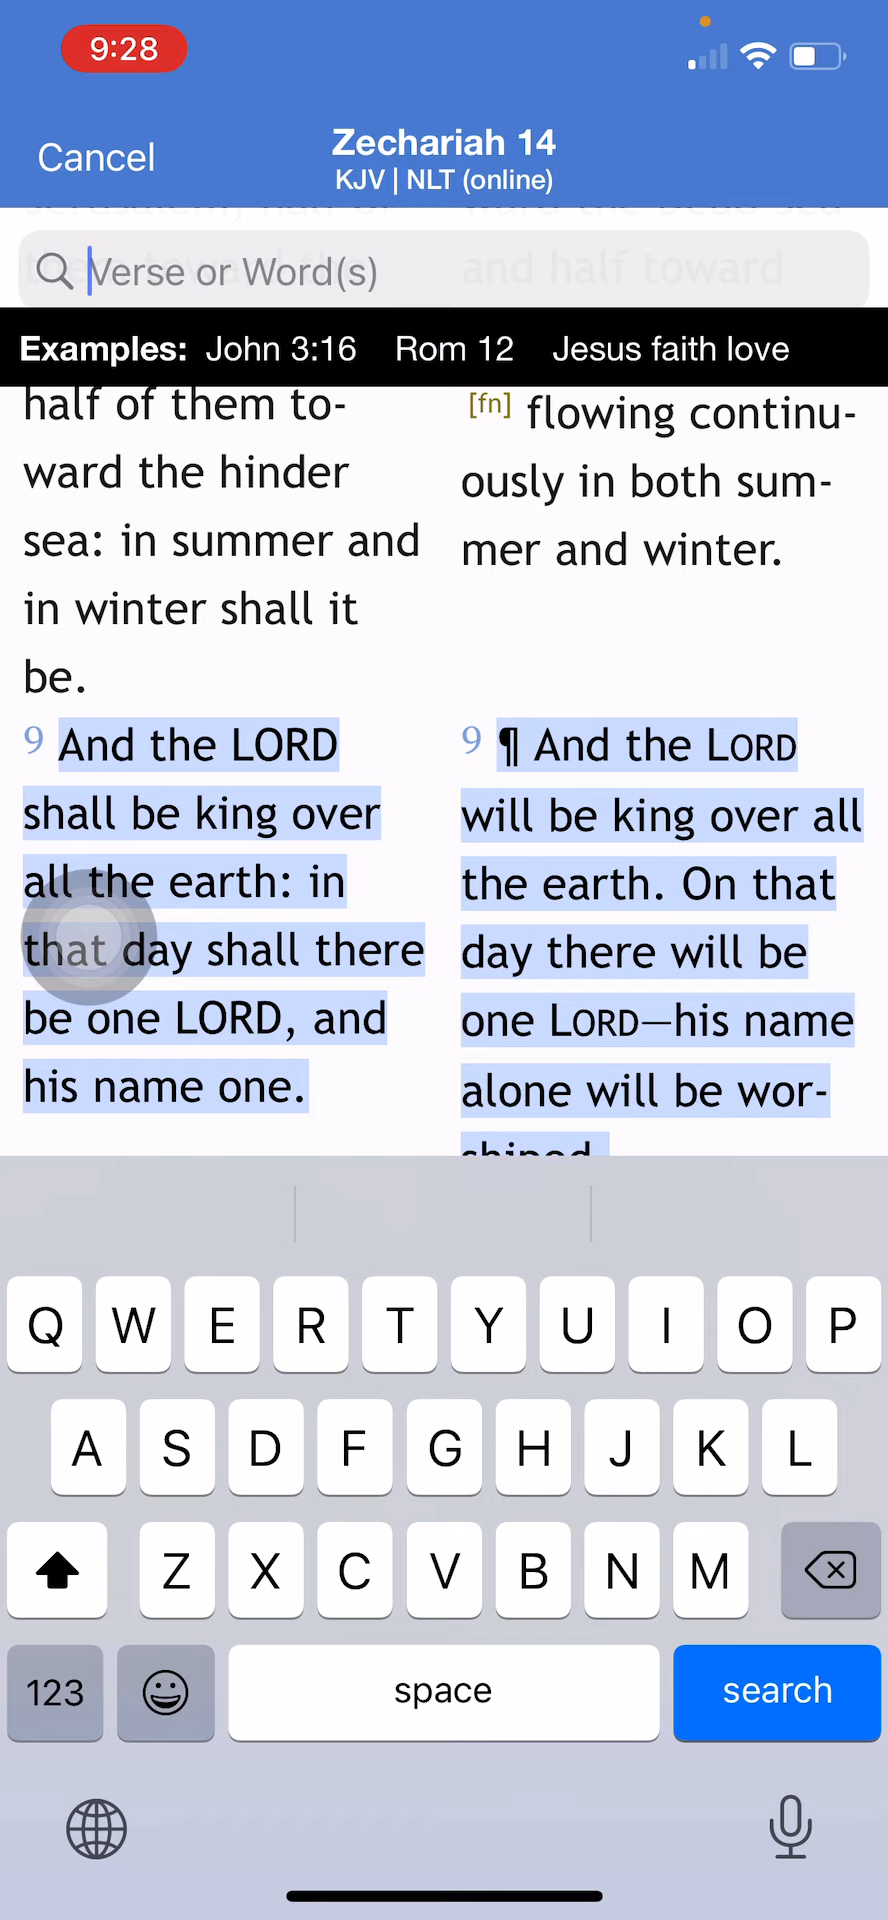 9:28
Cancel
Zechariah 14
KJV | NLT (online)
Verse or Word(s)
and half toward
Examples: John 3:16 Rom 12 Jesus faith love
half of them to-
ward the hinder
sea: in summer and
in winter shall it
be.
9 And the LORD
shall be king over
all the earth: in
that day shall there
be one LORD, and
his name one.
[fn] flowing continu-
ously in both sum-
mer and winter.
9 ¶ And the LORD
will be king over all
the earth. On that
day there will be
one LORD—his name
alone will be wor-
shiped.
Q W E R T Y U I O P
A S D F G H J K L
Z X C V B N M
123 space search